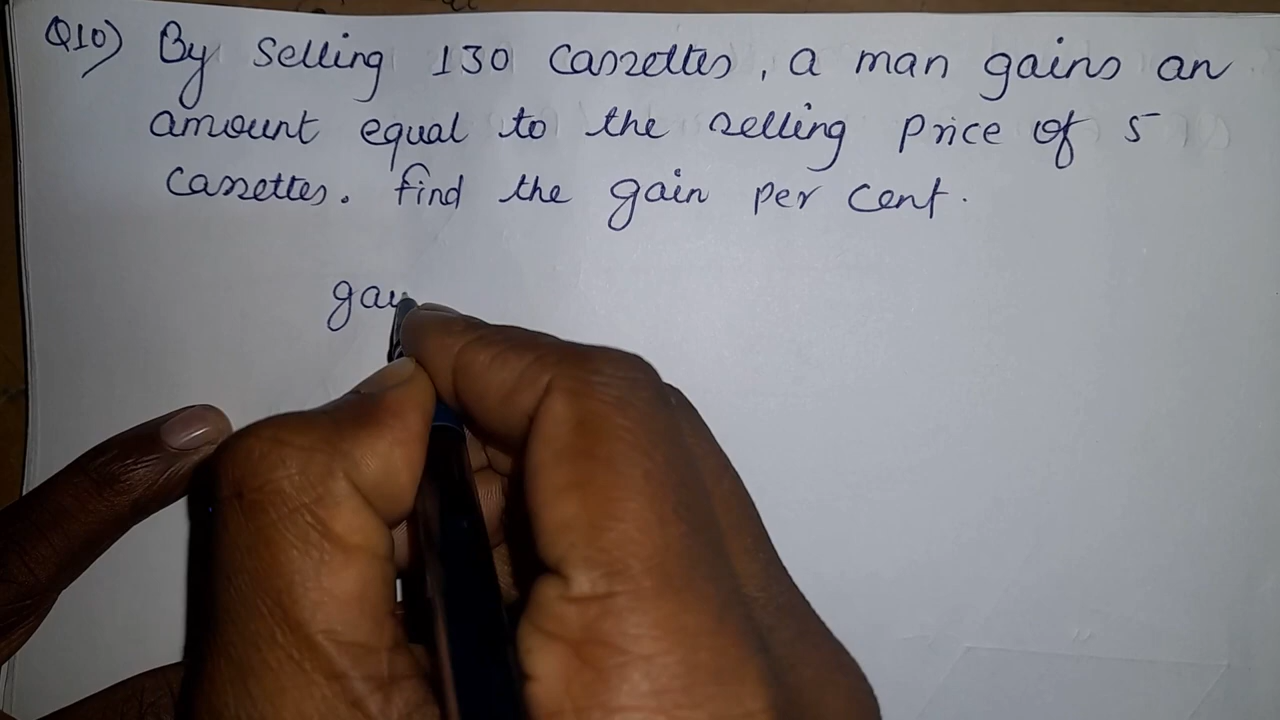 Q10) By selling 130 cassettes, a man gains an
amount equal to the selling price of 5
cassettes. find the gain per cent.